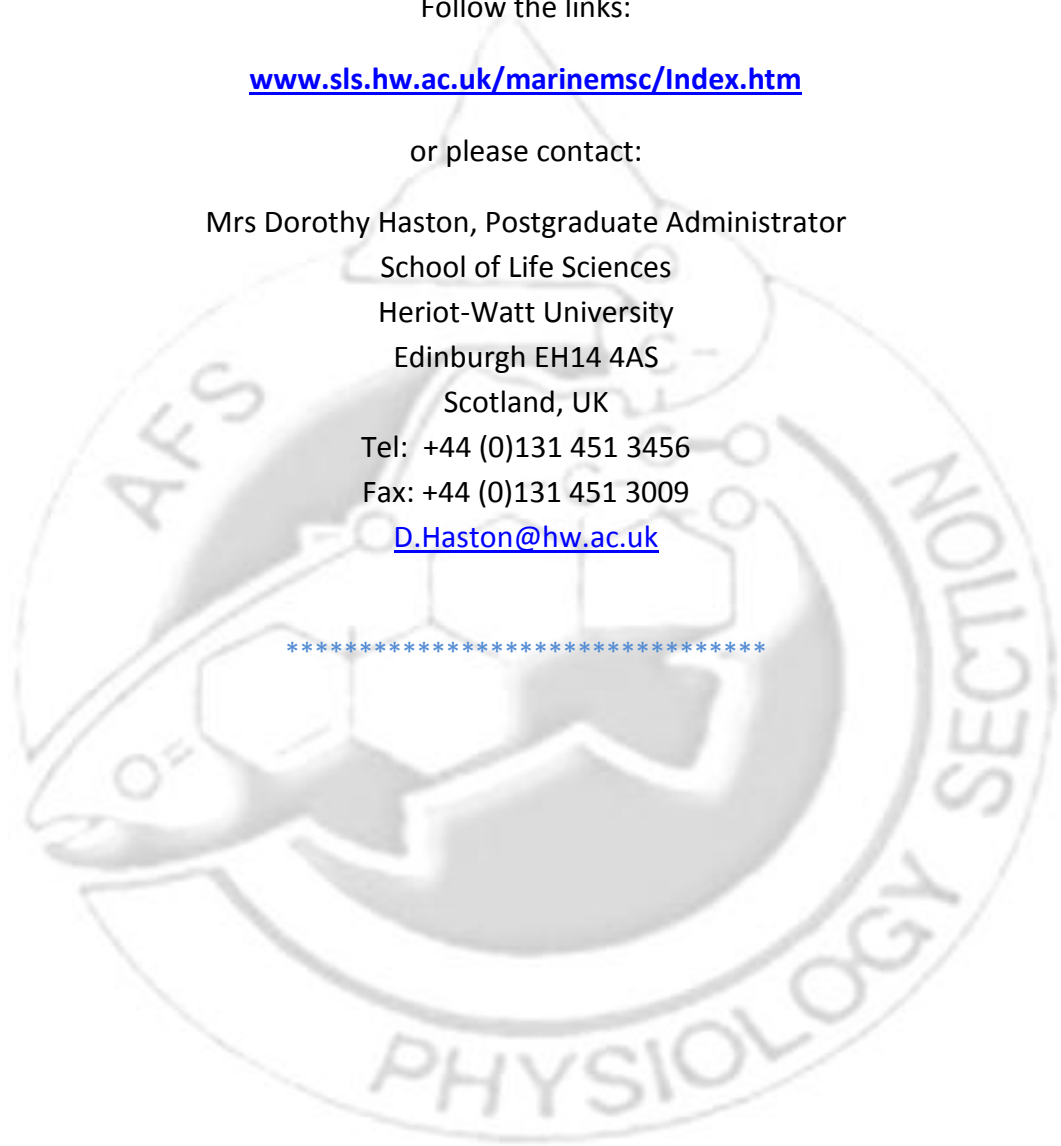 Follow the links:
www.sls.hw.ac.uk/marinemsc/Index.htm
or please contact:
Mrs Dorothy Haston, Postgraduate Administrator
School of Life Sciences
Heriot-Watt University
Edinburgh EH14 4AS
Scotland, UK
Tel: +44 (0)131 451 3456
Fax: +44 (0)131 451 3009
D.Haston@hw.ac.uk
*********************************
AFS
PHYSIOLOGY SECTION
O=